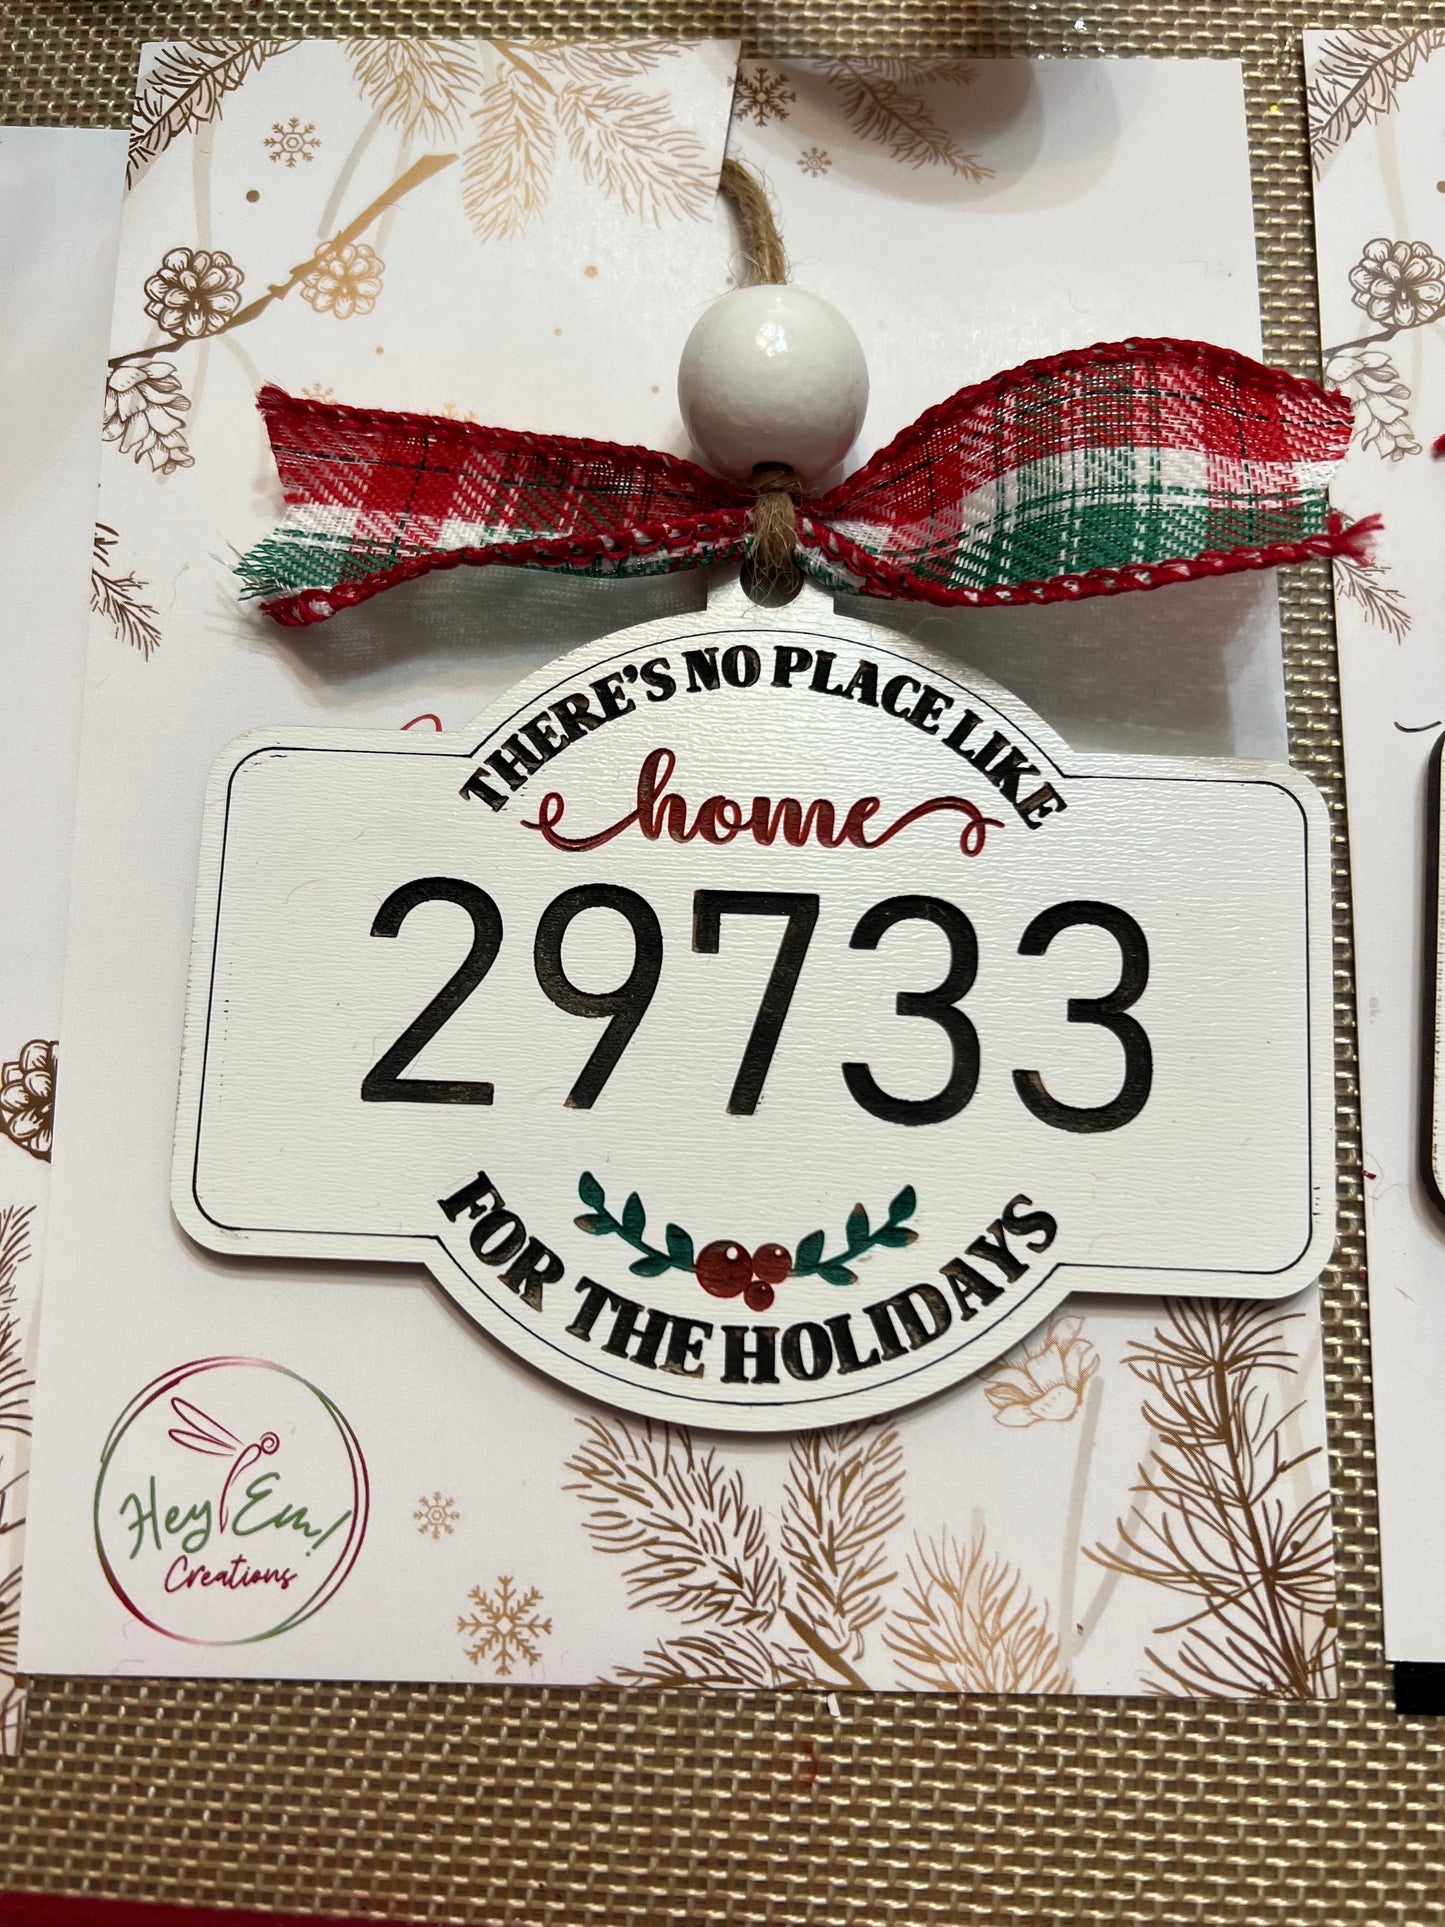 THERE'S NO PLACE LIKE
home
29733
FOR THE HOLIDAYS
Hey Em!
Creations